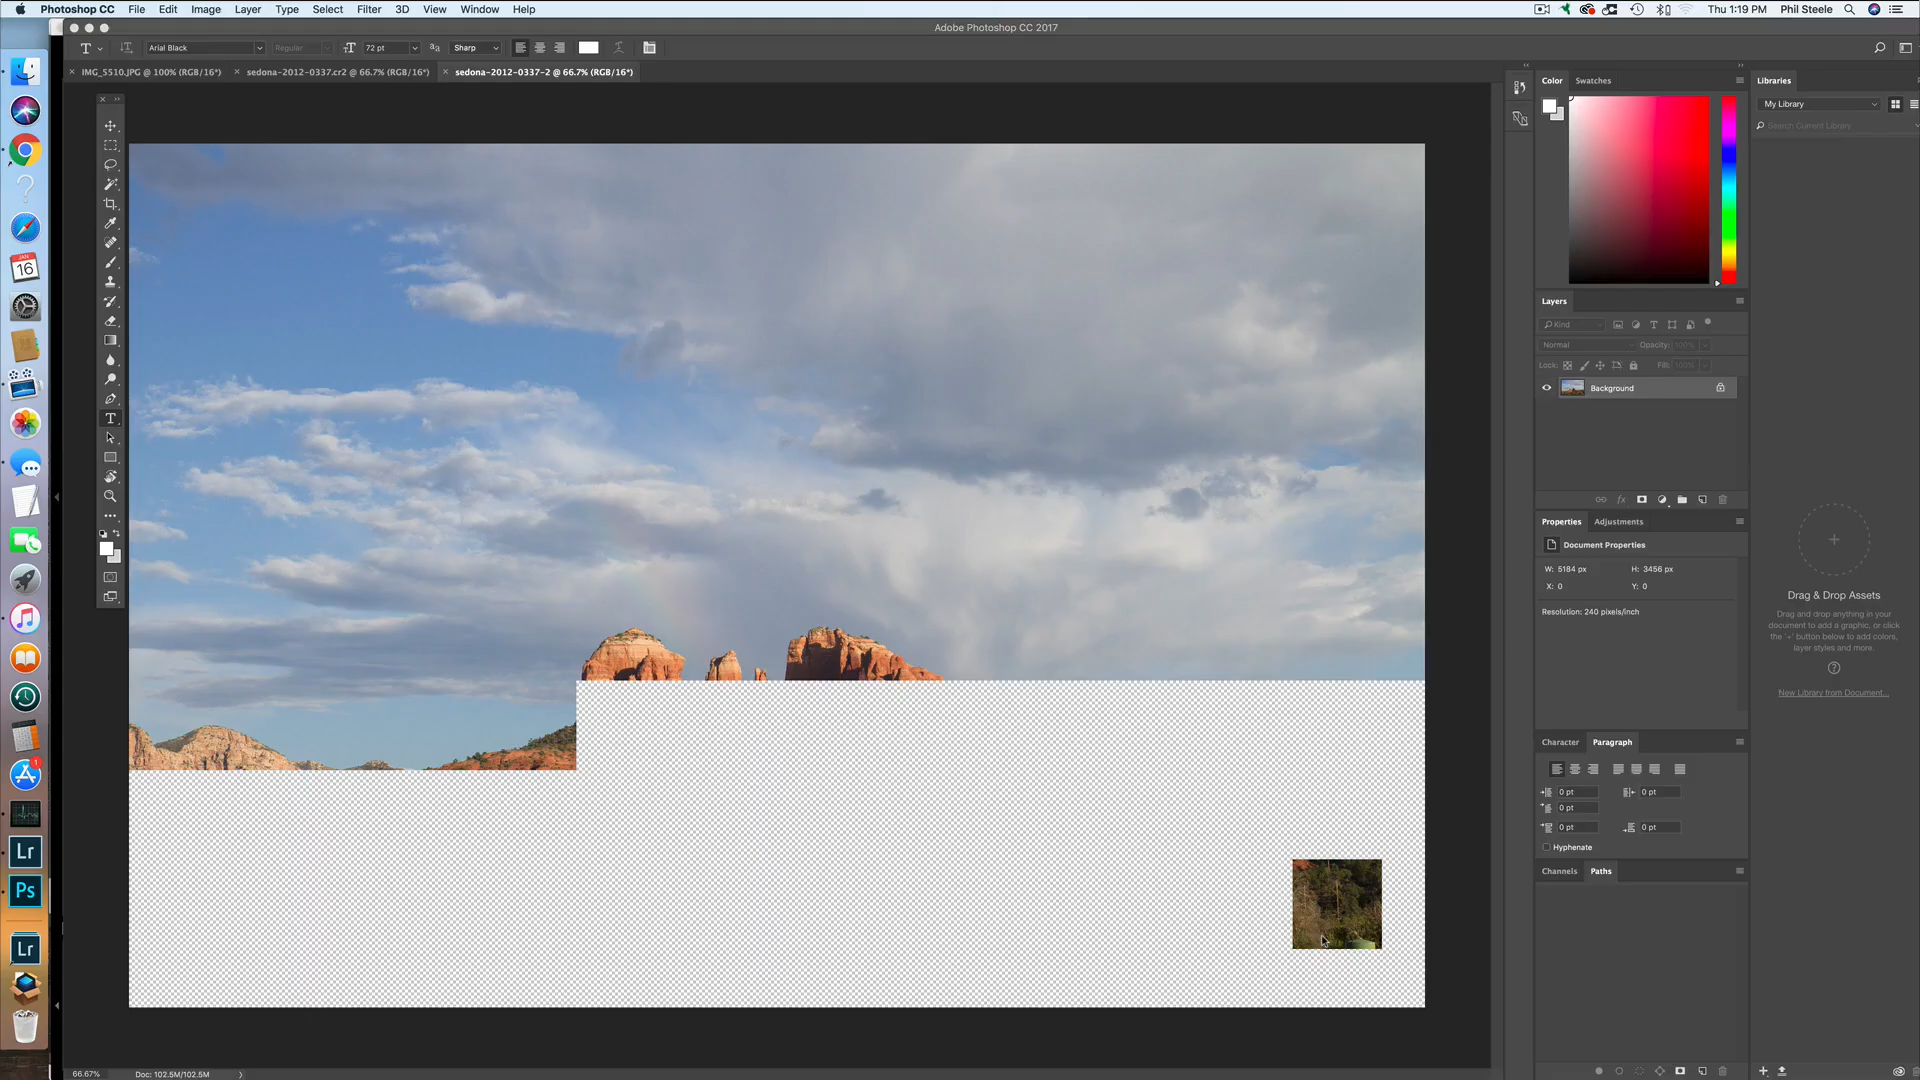 Photoshop CC File Edit Image Layer Type Select Filter 3D View Window Help
Thu 1:19 PM Phil Steele
Adobe Photoshop CC 2017
Arial Black Regular 72 pt Sharp
IMG_5510.JPG @ 100% (RGB/16*)
sedona-2012-0337.cr2 @ 66.7% (RGB/16*)
sedona-2012-0337-2 @ 66.7% (RGB/16*)
Color Swatches
Libraries
My Library
Search Current Library
Layers
Kind
Normal Opacity: 100%
Lock: Fill: 100%
Background
Properties Adjustments
Document Properties
W: 5184 px H: 3456 px
X: 0 Y: 0
Resolution: 240 pixels/inch
Drag & Drop Assets
Drag and drop anything in your
document to add a graphic, or click
the '+' button below to add colors,
layer styles and more.
New Library from Document...
Character Paragraph
0 pt 0 pt
0 pt
0 pt 0 pt
Hyphenate
Channels Paths
JAN
16
1
Lr
Ps
Lr
66.67% Doc: 102.5M/102.5M